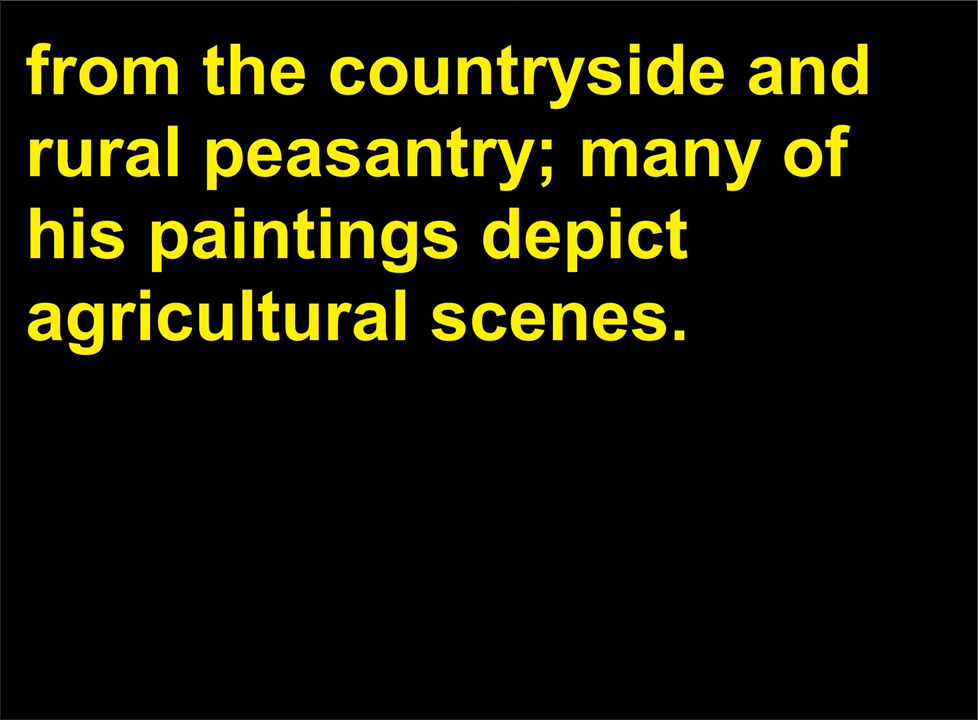 from the countryside and
rural peasantry; many of
his paintings depict
agricultural scenes.